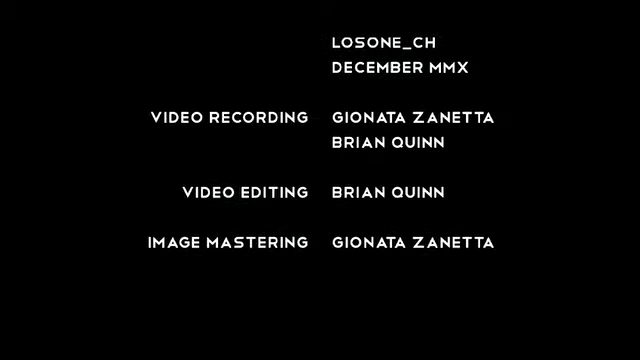 LOSONE_CH
DECEMBER MMX
VIDEO RECORDING GIONATA ZANETTA
BRIAN QUINN
VIDEO EDITING BRIAN QUINN
IMAGE MASTERING GIONATA ZANETTA